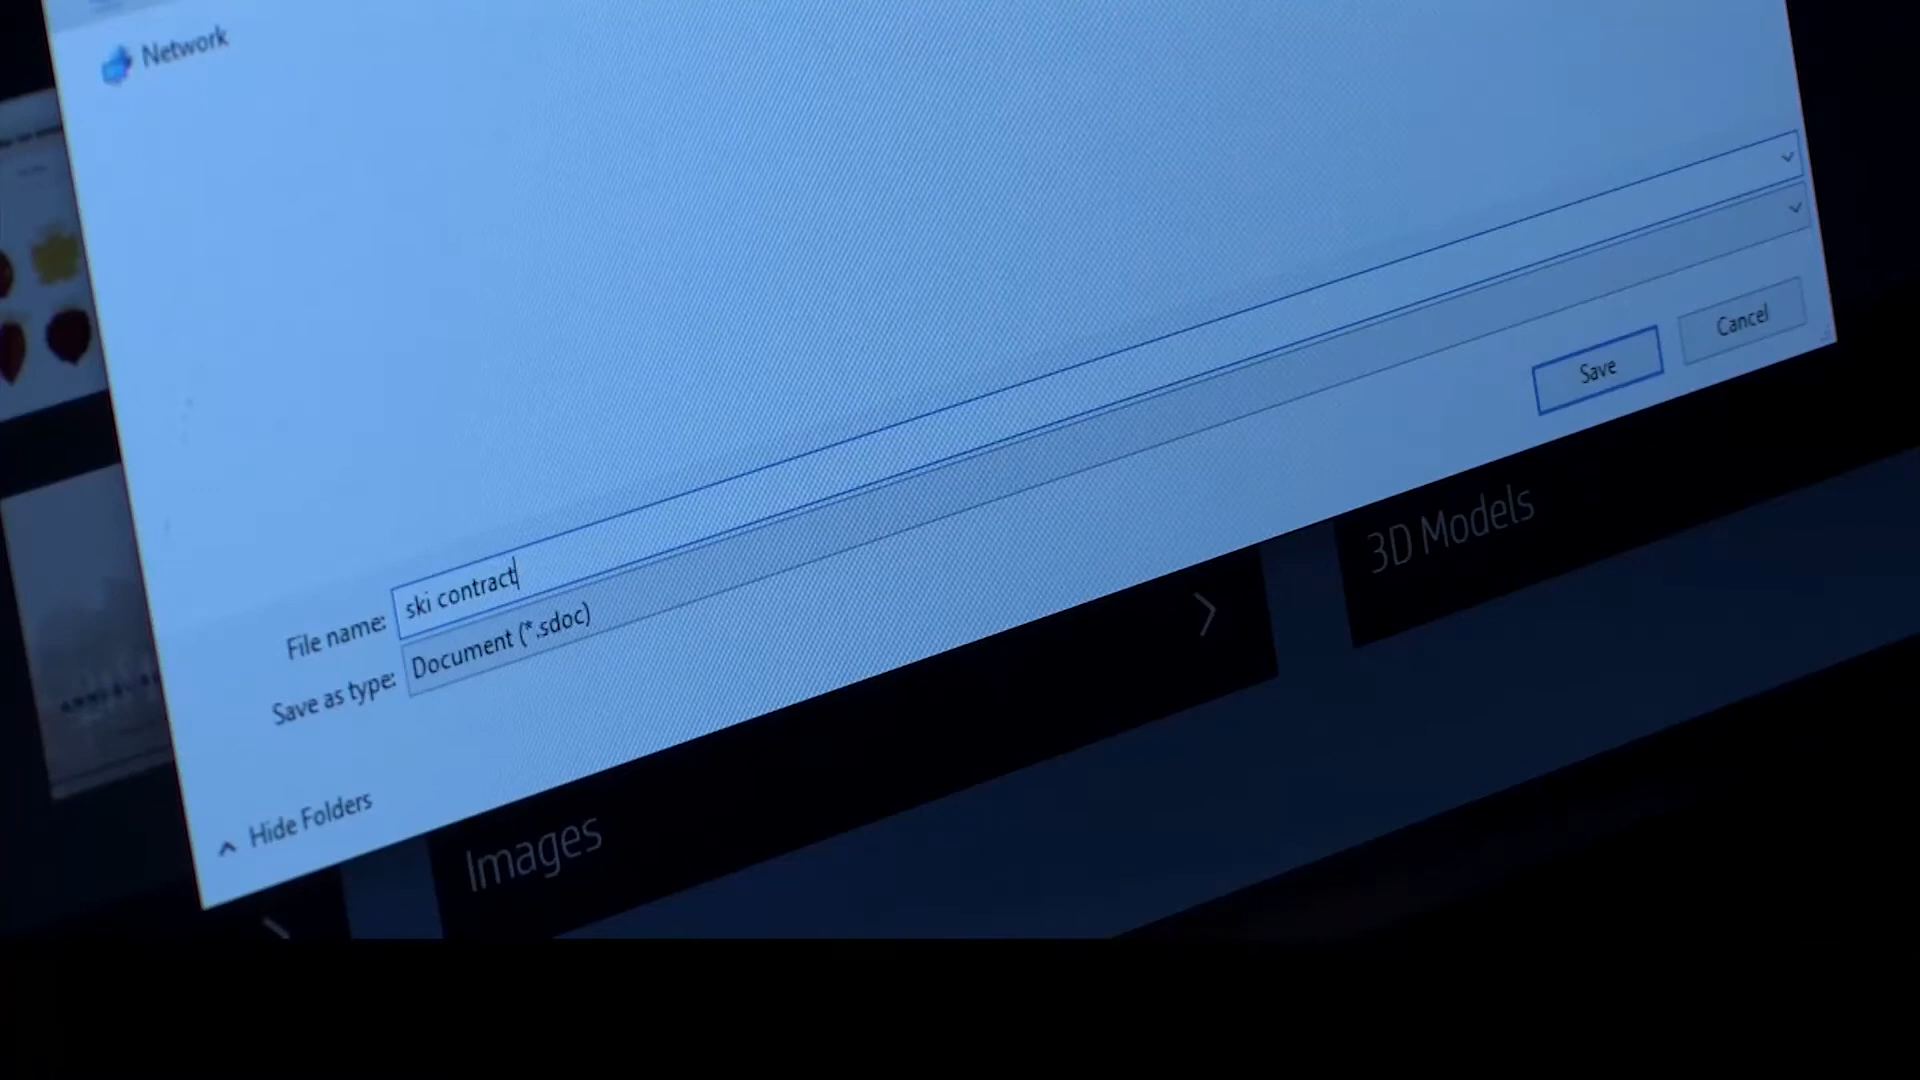 Network
File name: ski contract
Save as type: Document (*.sdoc)
Save
Cancel
Hide Folders
Images
3D Models